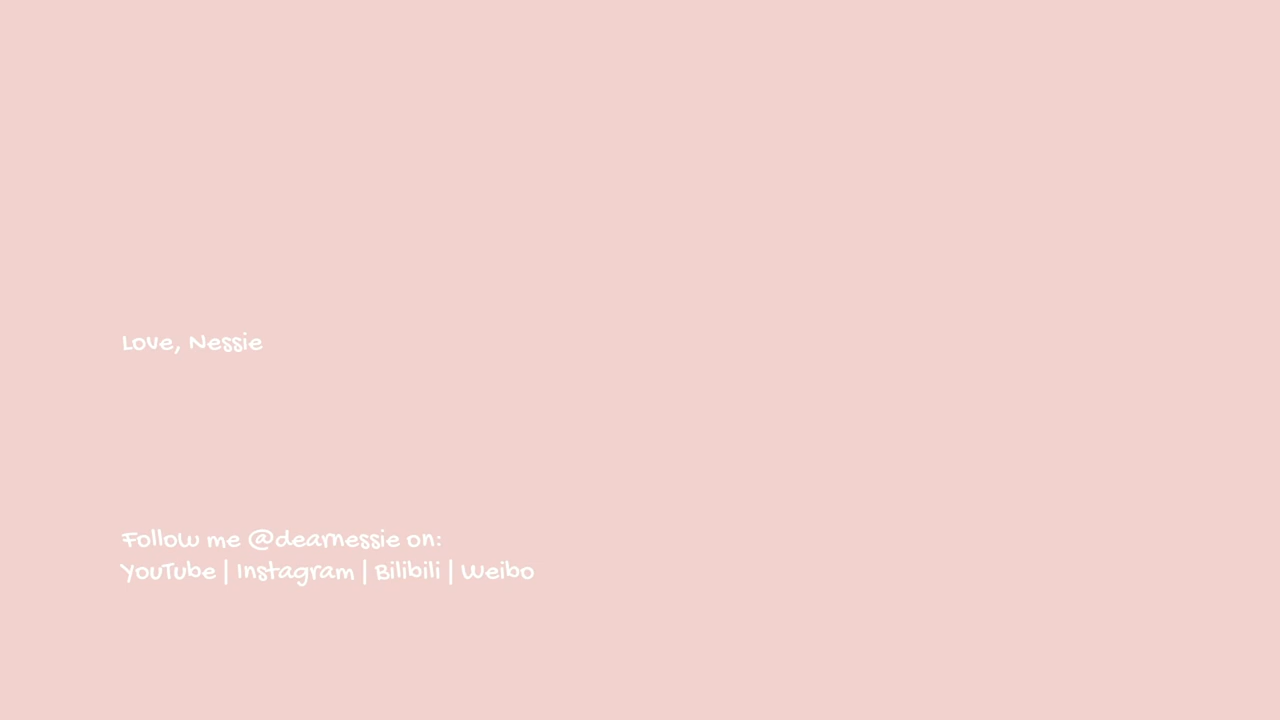 Love, Nessie
Follow me @dearnessie on:
YouTube | Instagram | Bilibili | Weibo